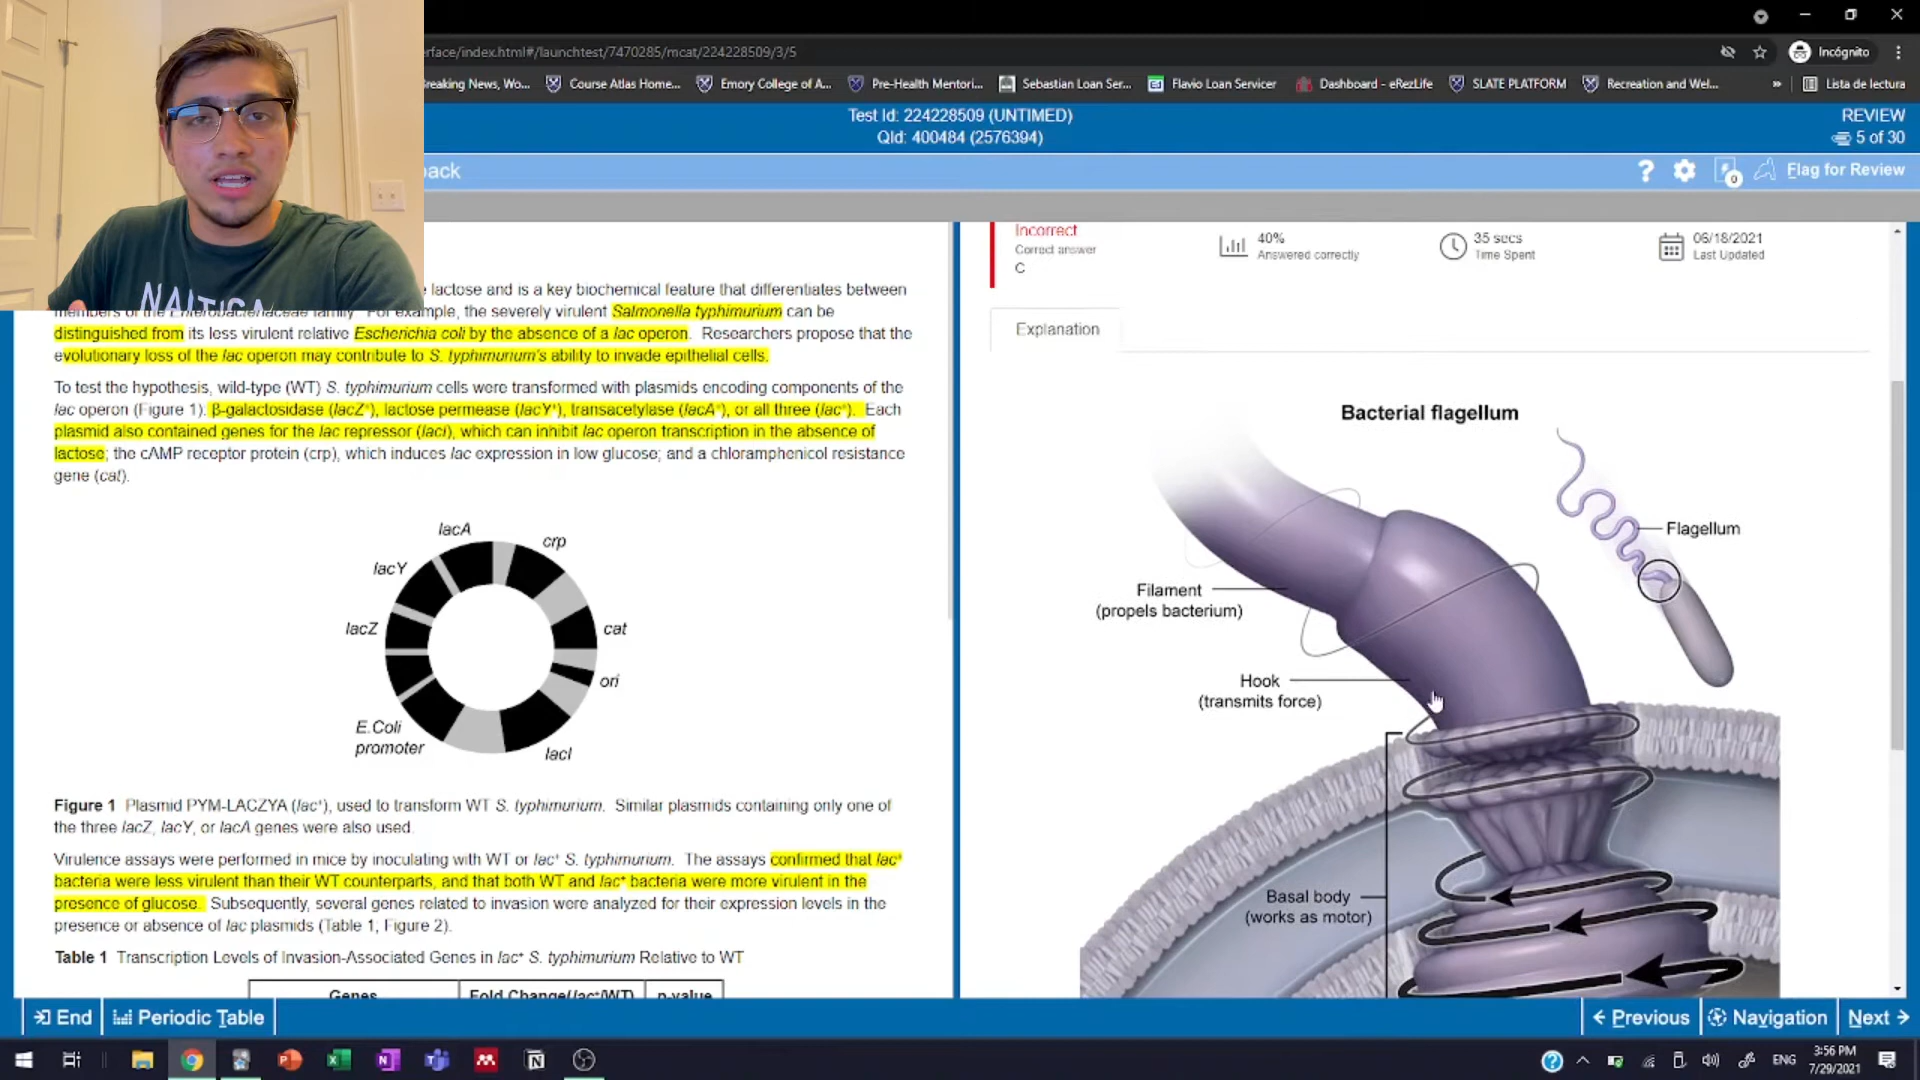 rface/index.html#/launchtest/7470285/mcat/224228509/3/5
Incógnito
Breaking News, Wo...
Course Atlas Home...
Emory College of A...
Pre-Health Mentori...
Sebastian Loan Ser...
Flavio Loan Servicer
Dashboard - eRezLife
SLATE PLATFORM
Recreation and Wel...
»
Lista de lectura
Test Id: 224228509 (UNTIMED)
QId: 400484 (2576394)
REVIEW
5 of 30
back
0
Flag for Review
lactose and is a key biochemical feature that differentiates between
members of the Enterobacteriaceae family. For example, the severely virulent Salmonella typhimurium can be
distinguished from its less virulent relative Escherichia coli by the absence of a lac operon. Researchers propose that the
evolutionary loss of the lac operon may contribute to S. typhimurium's ability to invade epithelial cells.
To test the hypothesis, wild-type (WT) S. typhimurium cells were transformed with plasmids encoding components of the
lac operon (Figure 1): β-galactosidase (lacZ+), lactose permease (lacY+), transacetylase (lacA+), or all three (lac+). Each
plasmid also contained genes for the lac repressor (lacI), which can inhibit lac operon transcription in the absence of
lactose; the cAMP receptor protein (crp), which induces lac expression in low glucose; and a chloramphenicol resistance
gene (cat).
lacA
crp
lacY
lacZ
cat
ori
E.Coli
promoter
lacI
Figure 1 Plasmid PYM-LACZYA (lac+), used to transform WT S. typhimurium. Similar plasmids containing only one of
the three lacZ, lacY, or lacA genes were also used.
Virulence assays were performed in mice by inoculating with WT or lac+ S. typhimurium. The assays confirmed that lac+
bacteria were less virulent than their WT counterparts, and that both WT and lac+ bacteria were more virulent in the
presence of glucose. Subsequently, several genes related to invasion were analyzed for their expression levels in the
presence or absence of lac plasmids (Table 1, Figure 2).
Table 1 Transcription Levels of Invasion-Associated Genes in lac+ S. typhimurium Relative to WT
Genes
Fold Change(lac+/WT)
p-value
Incorrect
Correct answer
C
40%
Answered correctly
35 secs
Time Spent
06/18/2021
Last Updated
Explanation
Bacterial flagellum
Flagellum
Filament
(propels bacterium)
Hook
(transmits force)
Basal body
(works as motor)
End
Periodic Table
Previous
Navigation
Next
ENG
3:56 PM
7/29/2021